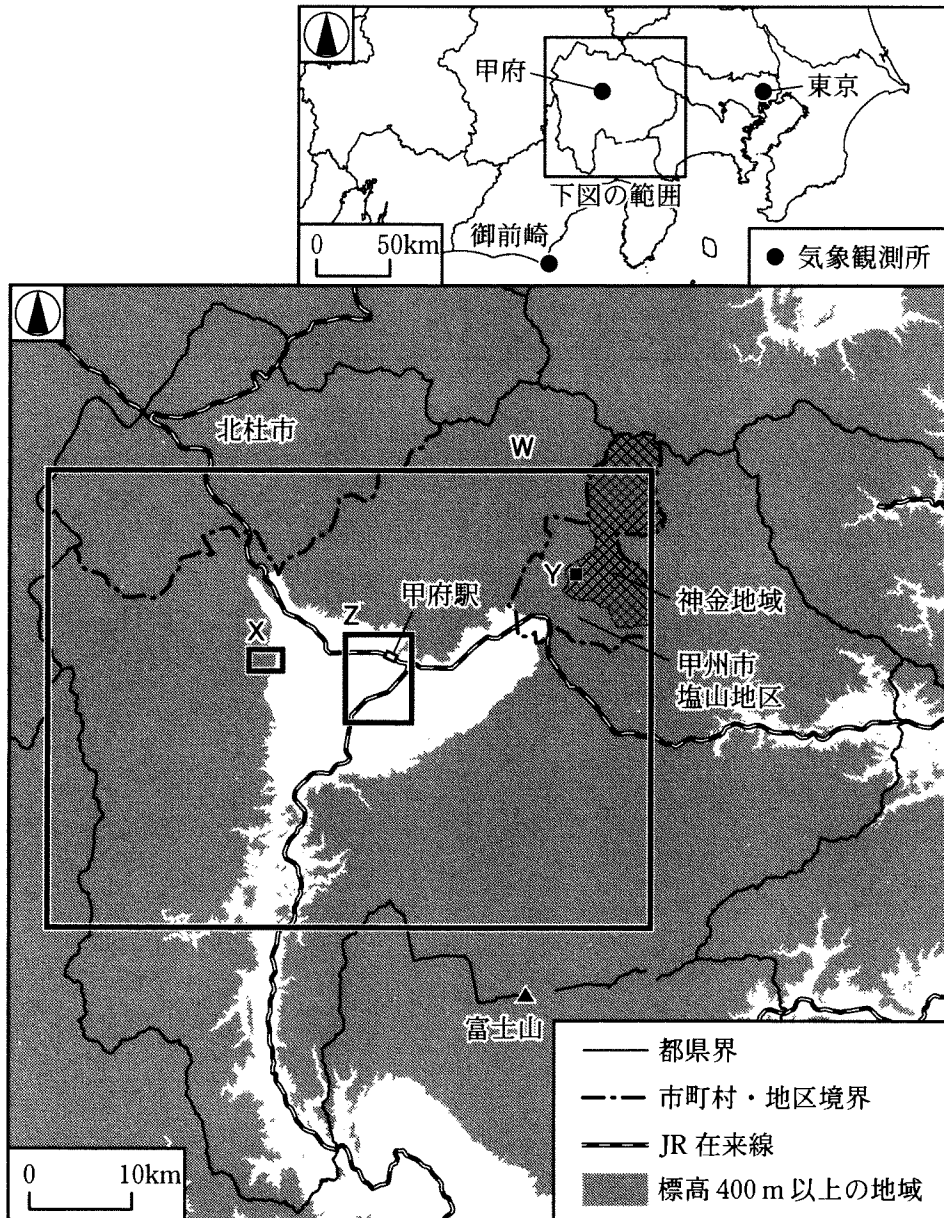 甲府
東京
下図の範囲
御前崎
0 50km
● 気象観測所
北杜市
W
甲府駅
Y
神金地域
Z
X
甲州市
塩山地区
富士山
都県界
市町村・地区境界
JR 在来線
標高 400 m 以上の地域
0 10km